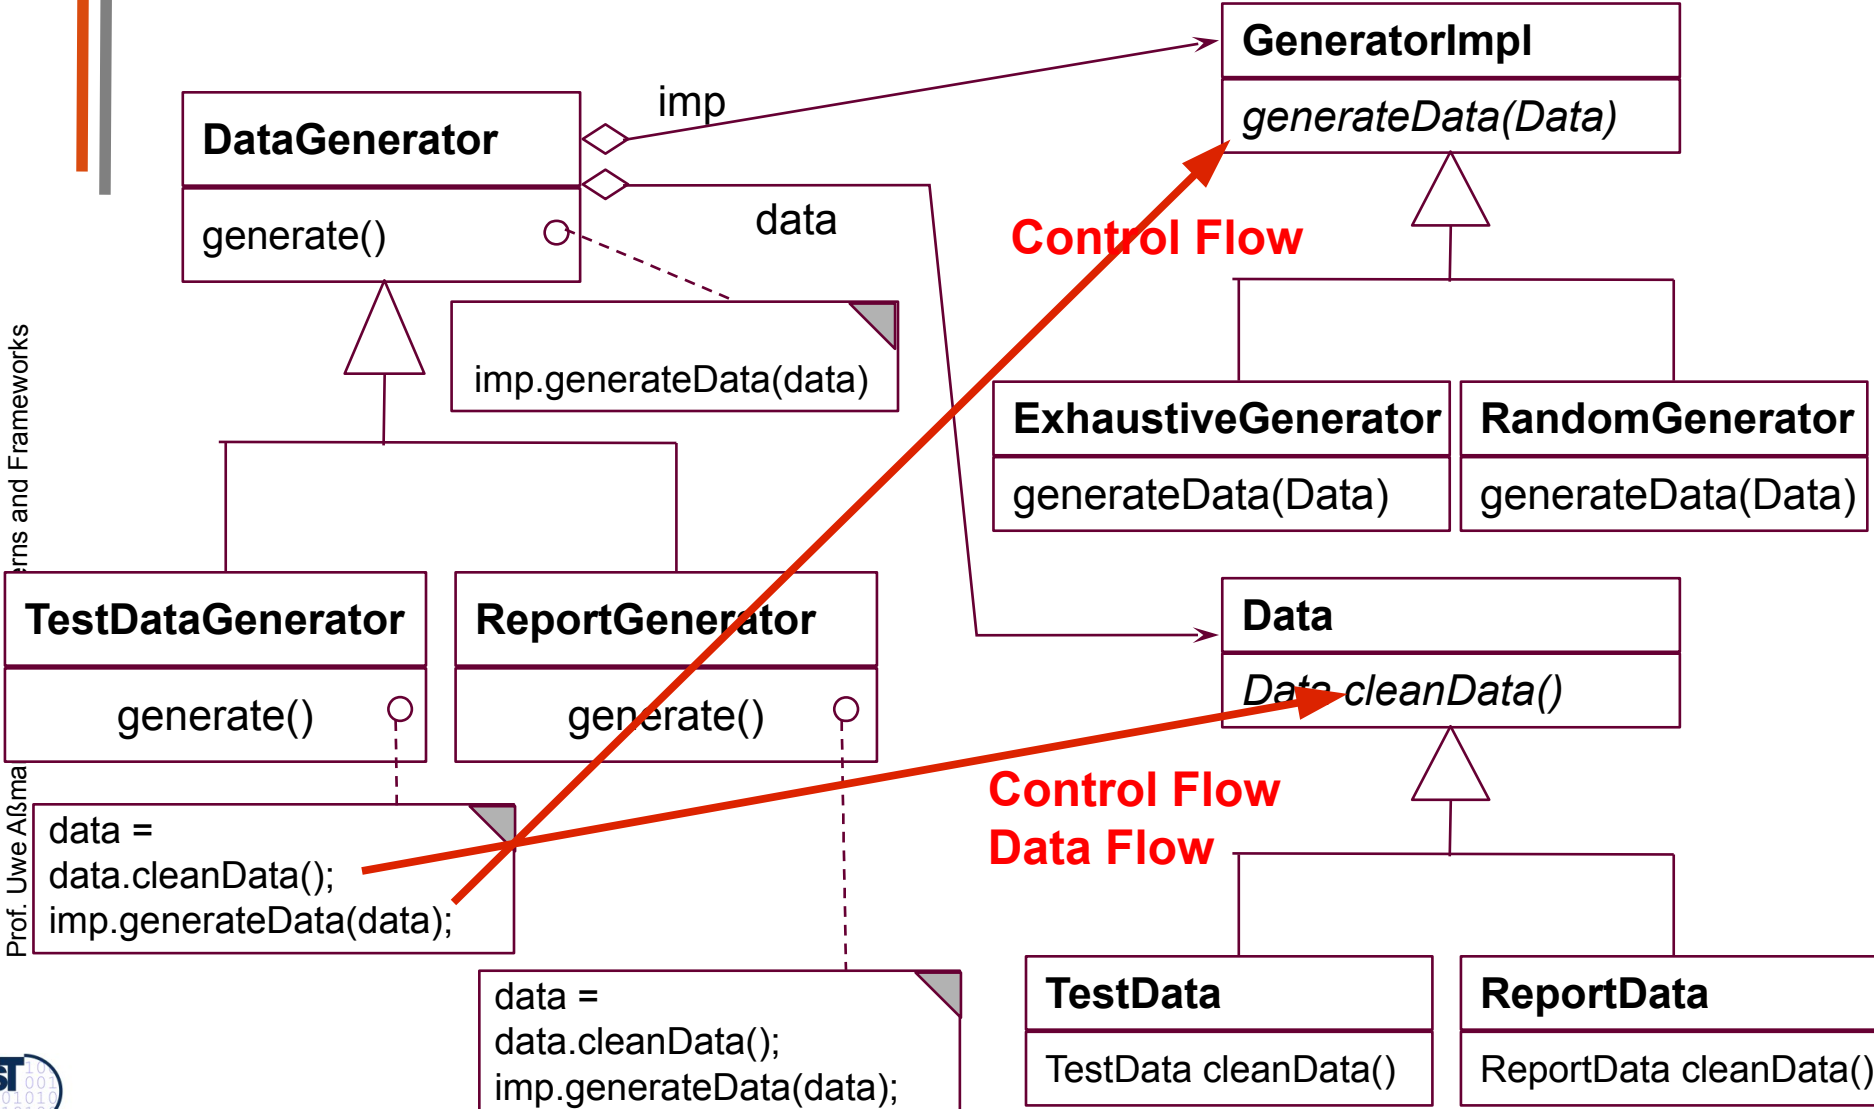 GeneratorImpl
generateData(Data)
imp
DataGenerator
generate()
data
Control Flow
imp.generateData(data)
ExhaustiveGenerator
generateData(Data)
RandomGenerator
generateData(Data)
TestDataGenerator
generate()
ReportGenerator
generate()
Data
Data cleanData()
Control Flow
Data Flow
data =
data.cleanData();
imp.generateData(data);
data =
data.cleanData();
imp.generateData(data);
TestData
TestData cleanData()
ReportData
ReportData cleanData()
Prof. Uwe and Frameworks